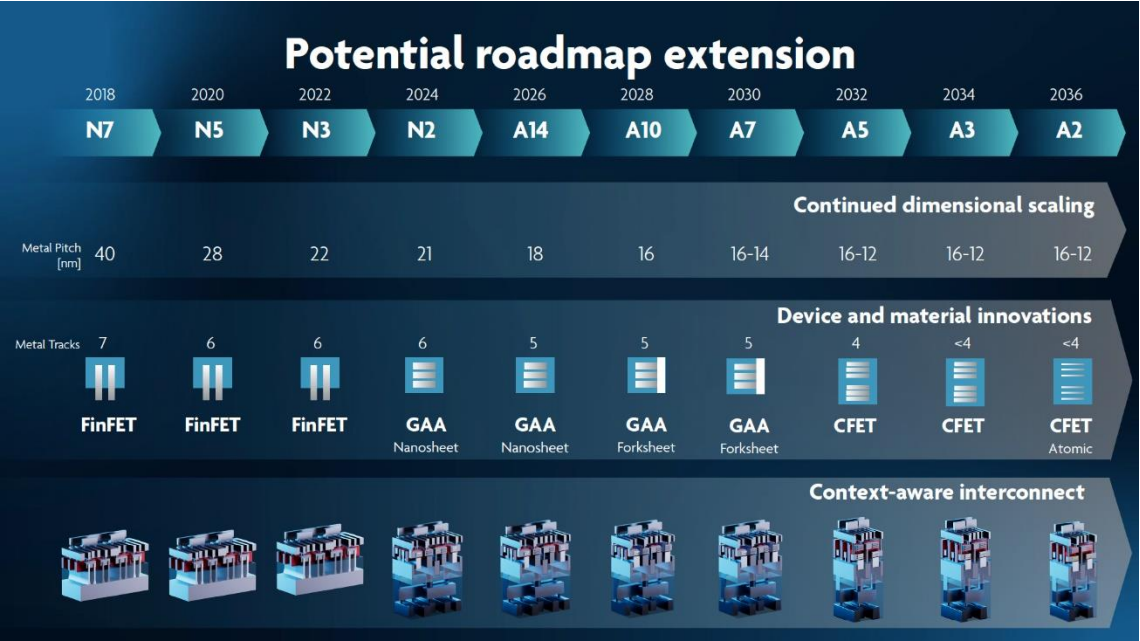 Potential roadmap extension
2018 2020 2022 2024 2026 2028 2030 2032 2034 2036
N7 N5 N3 N2 A14 A10 A7 A5 A3 A2
Continued dimensional scaling
Metal Pitch
[nm]
40 28 22 21 18 16 16-14 16-12 16-12 16-12
Device and material innovations
Metal Tracks 7 6 6 6 5 5 5 4 <4 <4
FinFET FinFET FinFET GAA GAA GAA GAA CFET CFET CFET
Nanosheet Nanosheet Forksheet Forksheet Atomic
Context-aware interconnect